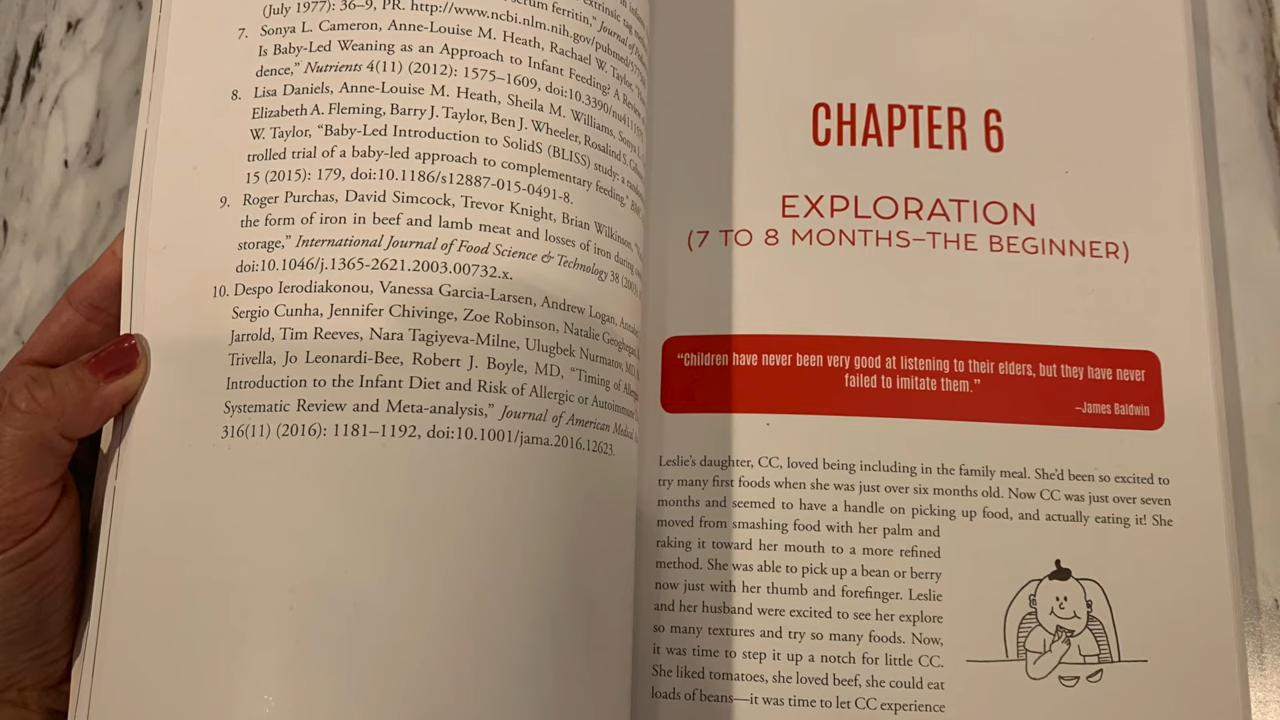 (July 1977): 36–9, PR. http://www.ncbi.nlm.nih.gov/pubmed/
7. Sonya L. Cameron, Anne-Louise M. Heath, Rachael W. Taylor,
Is Baby-Led Weaning as an Approach to Infant Feeding? A
dence,” Nutrients 4(11) (2012): 1575–1609, doi:10.3390/
8. Lisa Daniels, Anne-Louise M. Heath, Sheila M. Williams,
Elizabeth A. Fleming, Barry J. Taylor, Ben J. Wheeler, Rosalind S.
W. Taylor, “Baby-Led Introduction to SolidS (BLISS) study: a
trolled trial of a baby-led approach to complementary feeding,”
15 (2015): 179, doi:10.1186/s12887-015-0491-8.
9. Roger Purchas, David Simcock, Trevor Knight, Brian Wilkinson,
the form of iron in beef and lamb meat and losses of iron during
storage,” International Journal of Food Science & Technology 38
doi:10.1046/j.1365-2621.2003.00732.x.
10. Despo Ierodiakonou, Vanessa Garcia-Larsen, Andrew Logan,
Sergio Cunha, Jennifer Chivinge, Zoe Robinson, Natalie Geoghegan,
Jarrold, Tim Reeves, Nara Tagiyeva-Milne, Ulugbek Nurmatov,
Trivella, Jo Leonardi-Bee, Robert J. Boyle, MD, “Timing of
Introduction to the Infant Diet and Risk of Allergic or
Systematic Review and Meta-analysis,” Journal of American
316(11) (2016): 1181–1192, doi:10.1001/jama.2016.12623.
CHAPTER 6
EXPLORATION
(7 TO 8 MONTHS–THE BEGINNER)
“Children have never been very good at listening to their elders, but they have never
failed to imitate them.”
–James Baldwin
Leslie’s daughter, CC, loved being including in the family meal. She’d been so excited to
try many first foods when she was just over six months old. Now CC was just over seven
months and seemed to have a handle on picking up food, and actually eating it! She
moved from smashing food with her palm and
raking it toward her mouth to a more refined
method. She was able to pick up a bean or berry
now just with her thumb and forefinger. Leslie
and her husband were excited to see her explore
so many textures and try so many foods. Now,
it was time to step it up a notch for little CC.
She liked tomatoes, she loved beef, she could eat
loads of beans—it was time to let CC experience